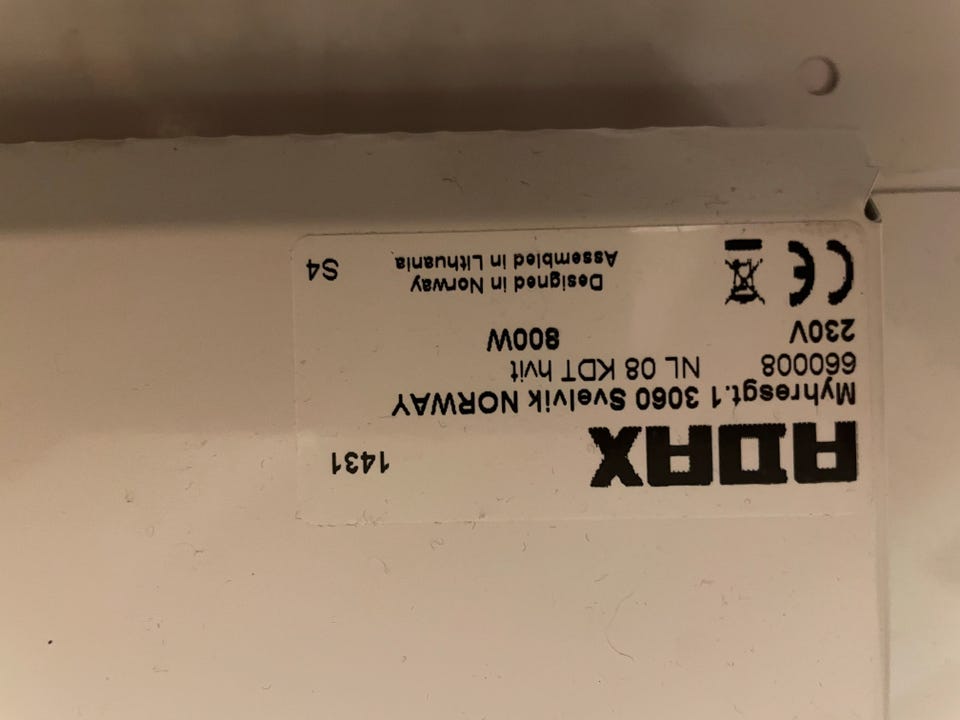 ADAX 1431
Myhresgt.1 3060 Svelvik NORWAY
660008 NL 08 KDT hvit
230V 800W
CE
Designed in Norway
Assembled in Lithuania
S4